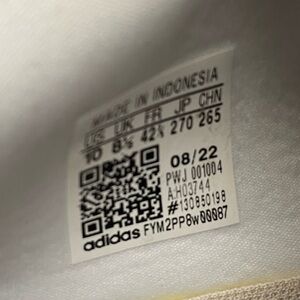 MADE IN INDONESIA
US UK FR JP CHN
10 8½ 42⅔ 270 265
08/22
PWJ 001004
A:H03744
#130850198
adidas FYM2PP8W00087